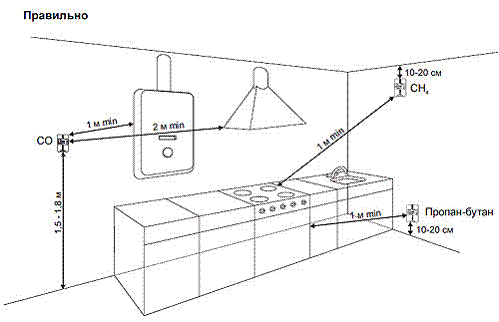 Правильно
10-20 см
CH₄
1 м min
2 м min
CO
1 м min
1,5 - 1.8 м
1 м min
Пропан-бутан
10-20 см